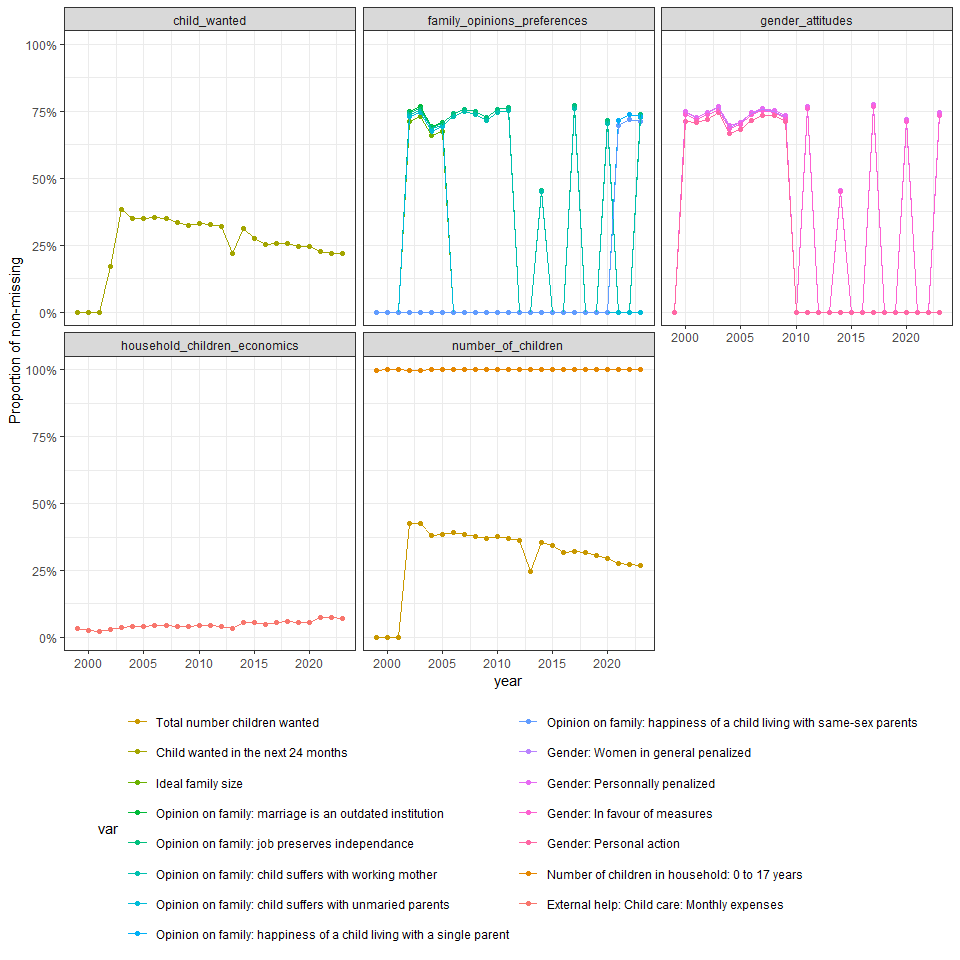 child_wanted
family_opinions_preferences
gender_attitudes
100%
75%
50%
25%
0%
2000
2005
2010
2015
2020
household_children_economics
number_of_children
100%
75%
50%
25%
0%
2000
2005
2010
2015
2020
2000
2005
2010
2015
2020
Proportion of non-missing
year
var
Total number children wanted
Child wanted in the next 24 months
Ideal family size
Opinion on family: marriage is an outdated institution
Opinion on family: job preserves independance
Opinion on family: child suffers with working mother
Opinion on family: child suffers with unmaried parents
Opinion on family: happiness of a child living with a single parent
Opinion on family: happiness of a child living with same-sex parents
Gender: Women in general penalized
Gender: Personnally penalized
Gender: In favour of measures
Gender: Personal action
Number of children in household: 0 to 17 years
External help: Child care: Monthly expenses